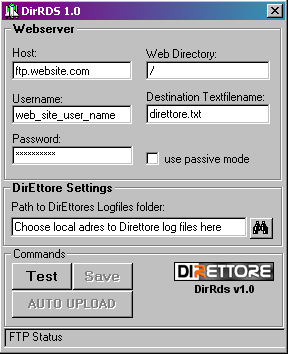 DirRDS 1.0
Webserver
Host:
Web Directory:
ftp.website.com
/
Username:
Destination Textfilename:
web_site_user_name
direttore.txt
Password:
**********
use passive mode
DirEttore Settings
Path to DirEttores Logfiles folder:
Choose local adres to Direttore log files here
Commands
Test
Save
DIRETTORE
AUTO UPLOAD
DirRds v1.0
FTP Status